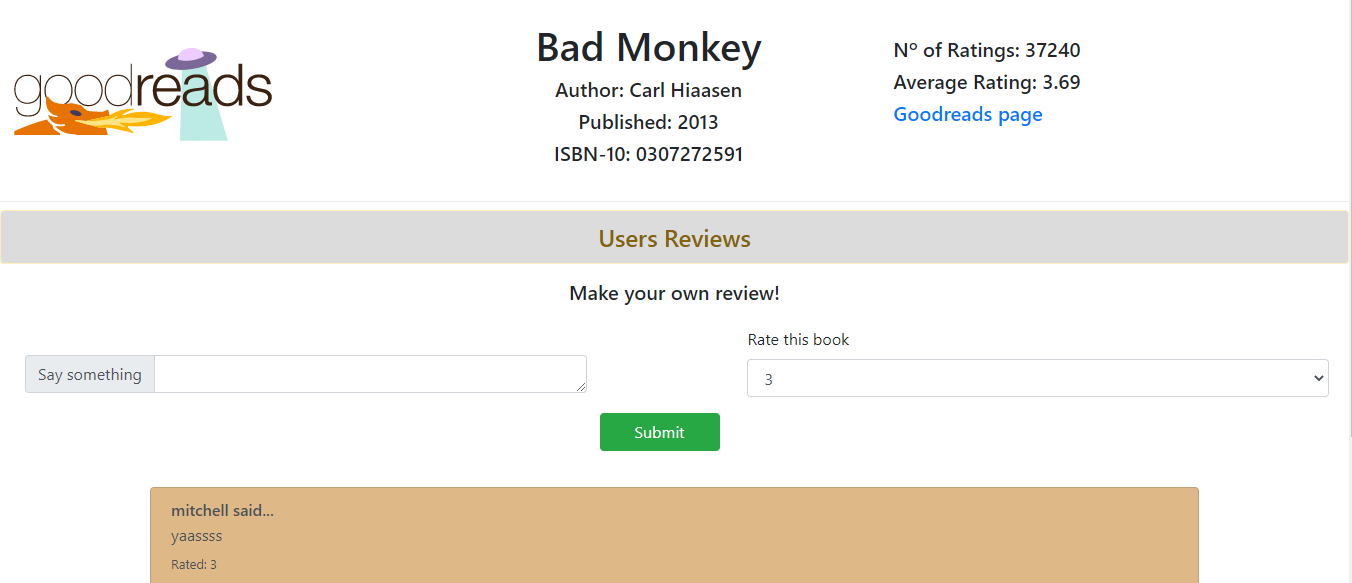 goodreads
Bad Monkey
Author: Carl Hiaasen
Published: 2013
ISBN-10: 0307272591
Nº of Ratings: 37240
Average Rating: 3.69
Goodreads page
Users Reviews
Make your own review!
Say something
Rate this book
3
Submit
mitchell said...
yaassss
Rated: 3